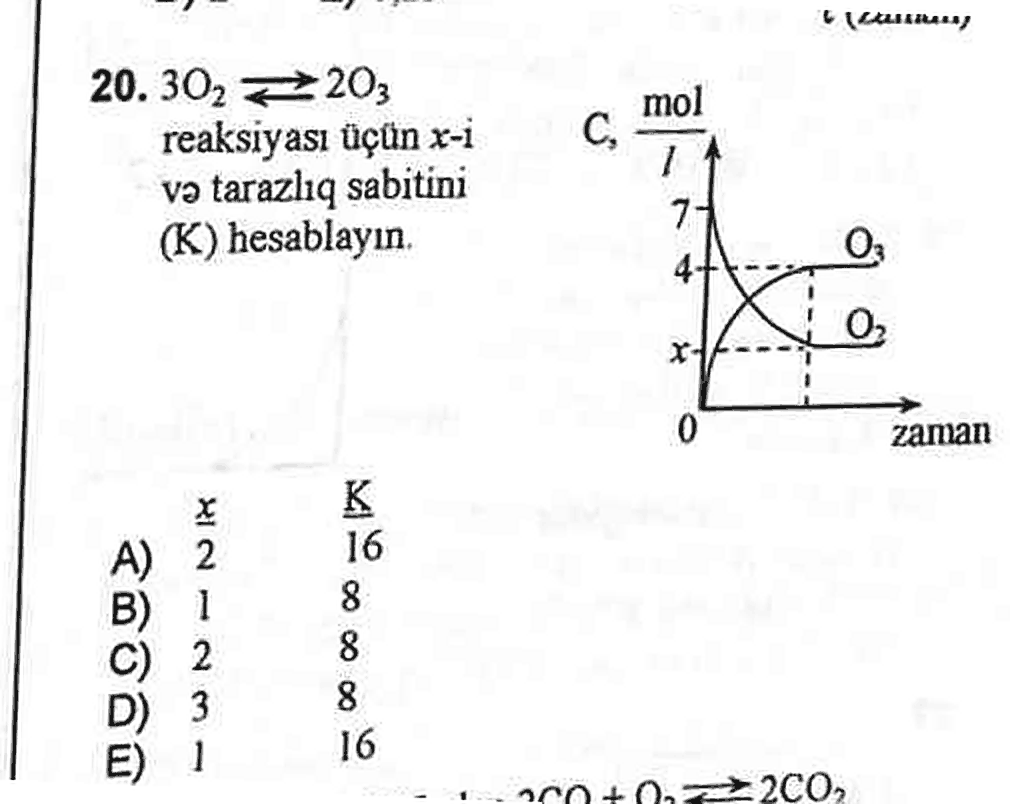 t (zaman)
20. 3O₂ ⇄ 2O₃
reaksiyası üçün x-i
və tarazlıq sabitini
(K) hesablayın.
C, mol/l
7
4
x
0
O₃
O₂
zaman
x K
A) 2 16
B) 1 8
C) 2 8
D) 3 8
E) 1 16
2CO + O₂ ⇄ 2CO₂